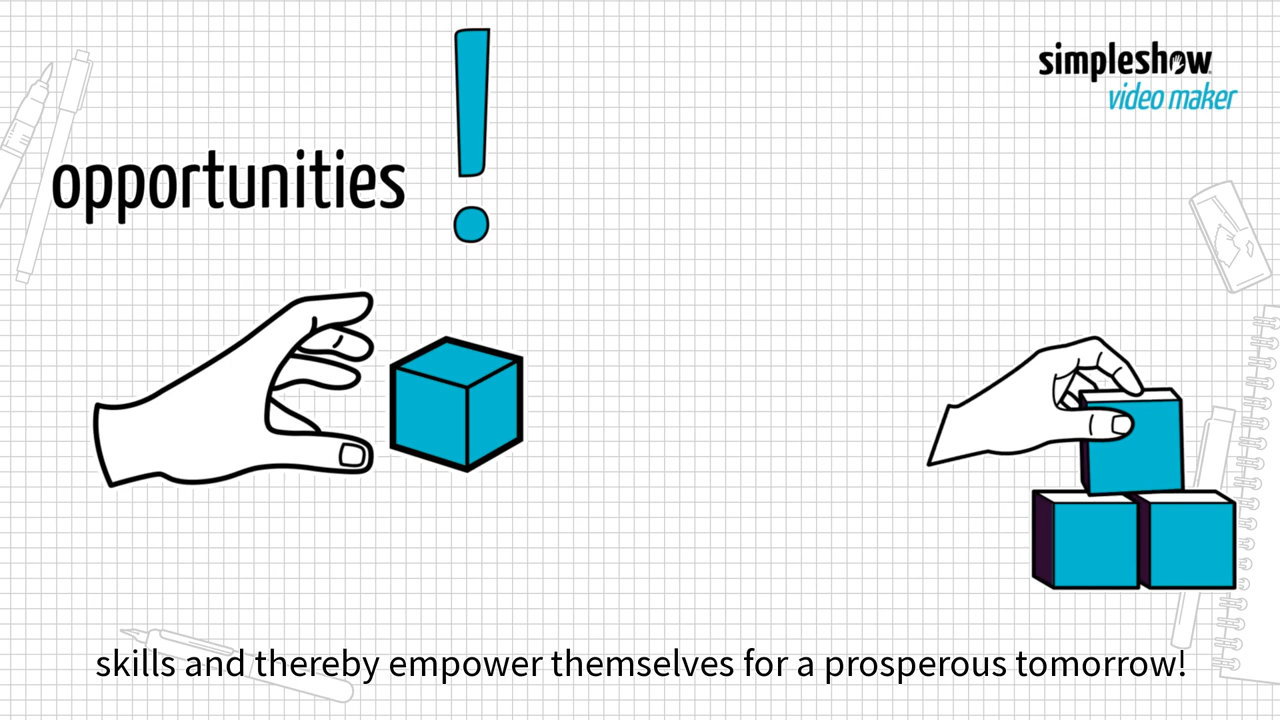 simpleshow
video maker
opportunities !
skills and thereby empower themselves for a prosperous tomorrow!